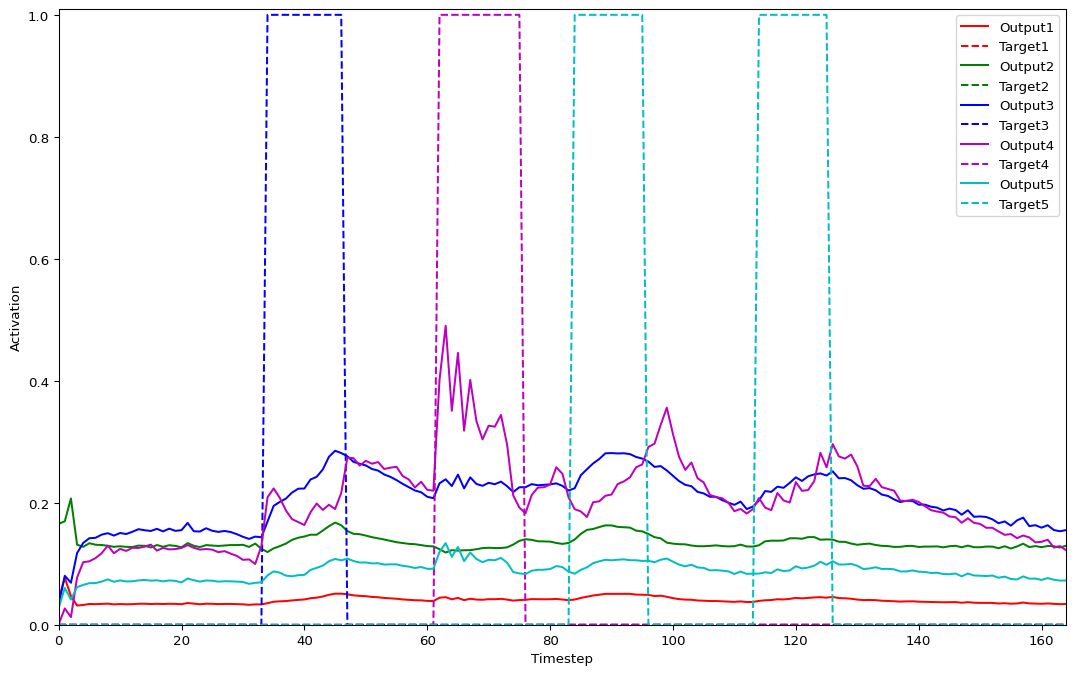 1.0
0.8
0.6
0.4
0.2
0.0
Activation
0
20
40
60
80
100
120
140
160
Timestep
Output1
Target1
Output2
Target2
Output3
Target3
Output4
Target4
Output5
Target5